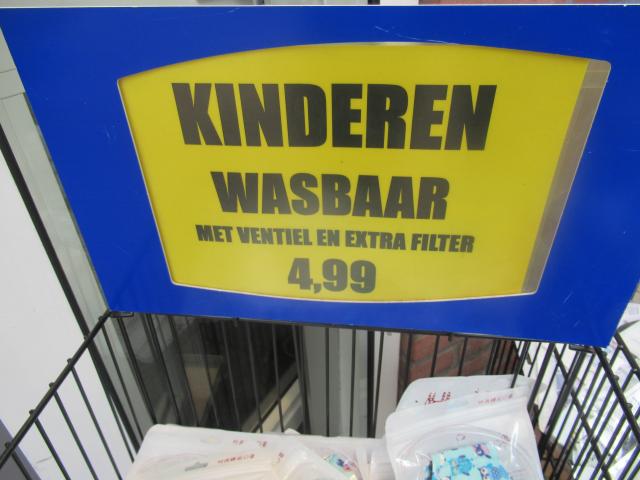 KINDEREN
WASBAAR
MET VENTIEL EN EXTRA FILTER
4,99